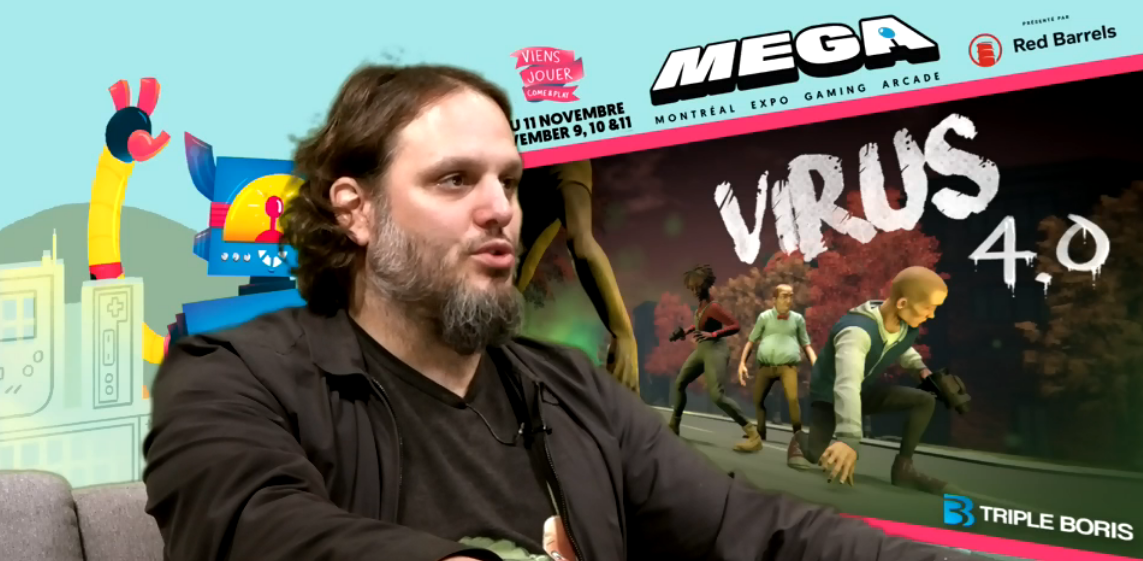 VIENS
JOUER
COME & PLAY
U 11 NOVEMBRE
VEMBER 9, 10 & 11
MEGA
MONTRÉAL EXPO GAMING ARCADE
PRÉSENTÉ PAR
Red Barrels
VIRUS
4.0
TRIPLE BORIS